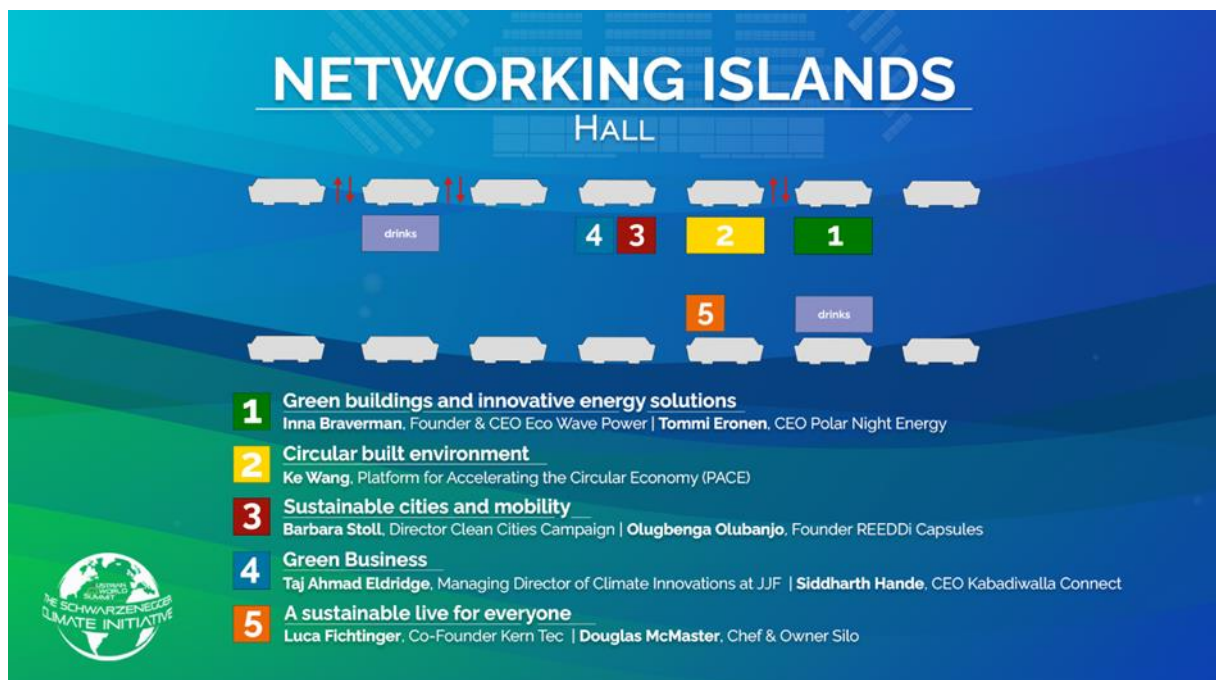 NETWORKING ISLANDS
HALL
drinks
4 3 2 1
5 drinks
1 Green buildings and innovative energy solutions
Inna Braverman, Founder & CEO Eco Wave Power | Tommi Eronen, CEO Polar Night Energy
2 Circular built environment
Ke Wang, Platform for Accelerating the Circular Economy (PACE)
3 Sustainable cities and mobility
Barbara Stoll, Director Clean Cities Campaign | Olugbenga Olubanjo, Founder REEDDi Capsules
4 Green Business
Taj Ahmad Eldridge, Managing Director of Climate Innovations at JJF | Siddharth Hande, CEO Kabadiwalla Connect
5 A sustainable live for everyone
Luca Fichtinger, Co-Founder Kern Tec | Douglas McMaster, Chef & Owner Silo
WORLD
SUMMIT
THE SCHWARZENEGGER
CLIMATE INITIATIVE